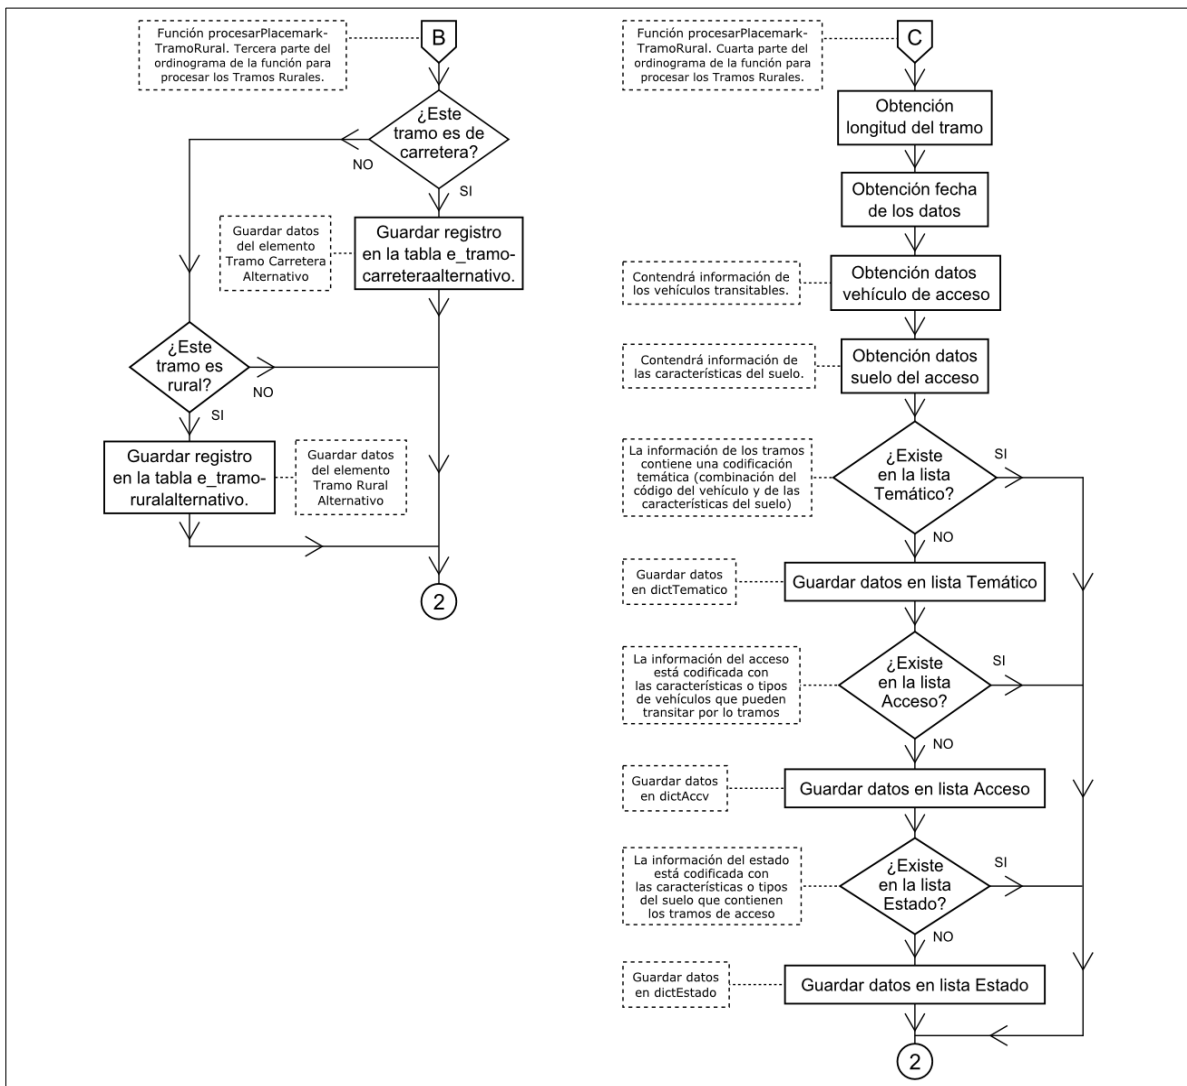 Función procesarPlacemark-
TramoRural. Tercera parte del
ordinograma de la función para
procesar los Tramos Rurales.
B
¿Este
tramo es de
carretera?
NO
SI
Guardar datos
del elemento
Tramo Carretera
Alternativo
Guardar registro
en la tabla e_tramo-
carreteraalternativo.
¿Este
tramo es
rural?
NO
SI
Guardar registro
en la tabla e_tramo-
ruralalternativo.
Guardar datos
del elemento
Tramo Rural
Alternativo
2
Función procesarPlacemark-
TramoRural. Cuarta parte del
ordinograma de la función para
procesar los Tramos Rurales.
C
Obtención
longitud del tramo
Obtención fecha
de los datos
Contendrá información de
los vehículos transitables.
Obtención datos
vehículo de acceso
Contendrá información de
las características del suelo.
Obtención datos
suelo del acceso
La información de los tramos
contiene una codificación
temática (combinación del
código del vehículo y de las
características del suelo)
¿Existe
en la lista
Temático?
SI
NO
Guardar datos
en dictTematico
Guardar datos en lista Temático
La información del acceso
está codificada con
las características o tipos
de vehículos que pueden
transitar por lo tramos
¿Existe
en la lista
Acceso?
SI
NO
Guardar datos
en dictAccv
Guardar datos en lista Acceso
La información del estado
está codificada con
las características o tipos
del suelo que contienen
los tramos de acceso
¿Existe
en la lista
Estado?
SI
NO
Guardar datos
en dictEstado
Guardar datos en lista Estado
2